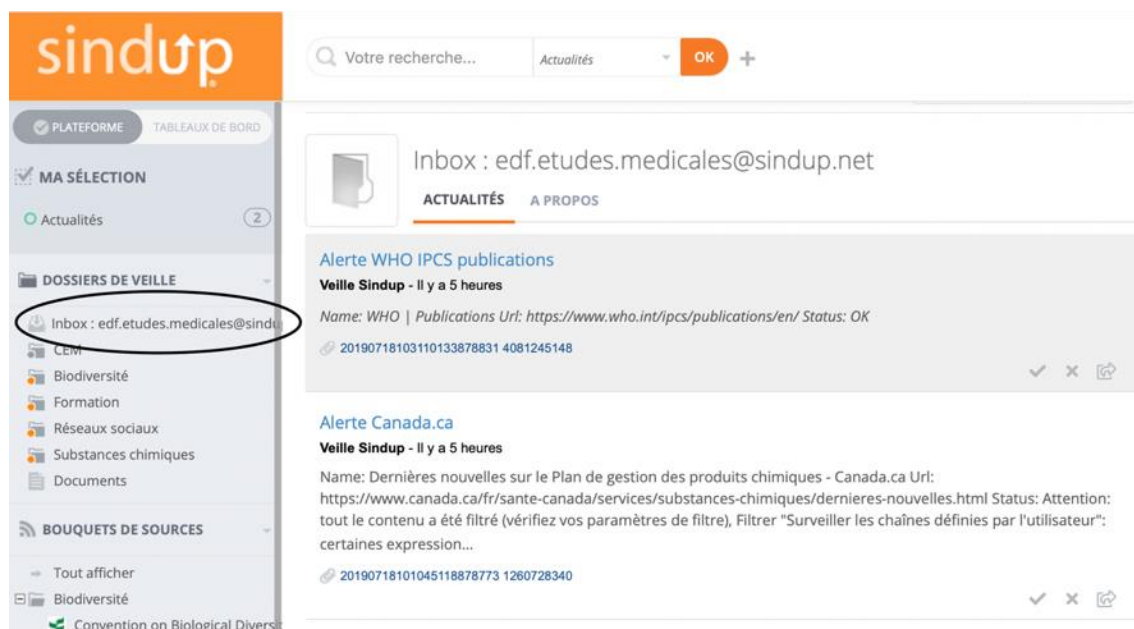 sindup
Votre recherche... Actualités OK +
PLATEFORME TABLEAUX DE BORD
MA SÉLECTION
Actualités 2
DOSSIERS DE VEILLE
Inbox : edf.etudes.medicales@sindu
CEM
Biodiversité
Formation
Réseaux sociaux
Substances chimiques
Documents
BOUQUETS DE SOURCES
Tout afficher
Biodiversité
Convention on Biological Diversit
Inbox : edf.etudes.medicales@sindup.net
ACTUALITÉS A PROPOS
Alerte WHO IPCS publications
Veille Sindup - Il y a 5 heures
Name: WHO | Publications Url: https://www.who.int/ipcs/publications/en/ Status: OK
20190718103110133878831 4081245148
Alerte Canada.ca
Veille Sindup - Il y a 5 heures
Name: Dernières nouvelles sur le Plan de gestion des produits chimiques - Canada.ca Url:
https://www.canada.ca/fr/sante-canada/services/substances-chimiques/dernieres-nouvelles.html Status: Attention:
tout le contenu a été filtré (vérifiez vos paramètres de filtre), Filtrer "Surveiller les chaînes définies par l'utilisateur":
certaines expression...
20190718101045118878773 1260728340